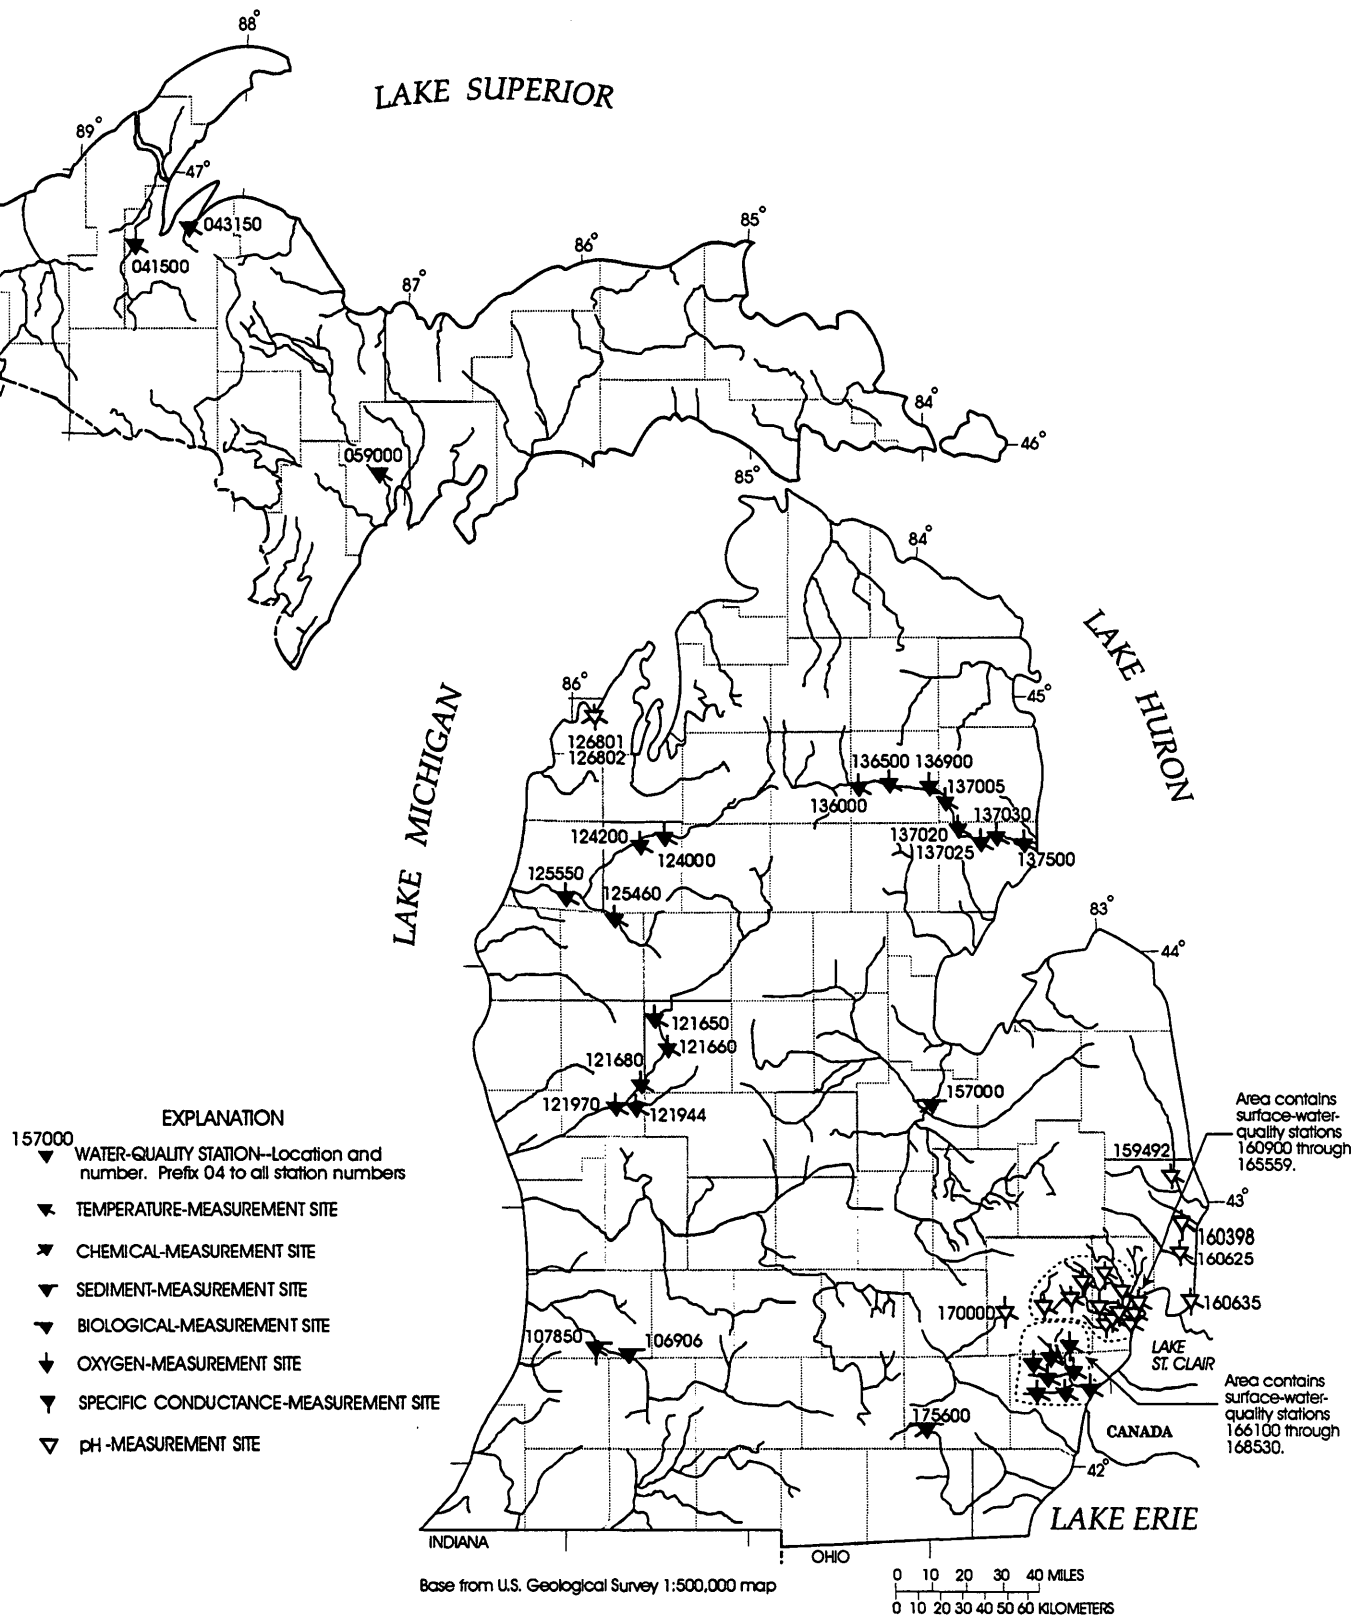 88°
LAKE SUPERIOR
89°
47°
043150
041500
85°
86°
87°
84°
46°
059000
85°
84°
LAKE HURON
45°
86°
LAKE MICHIGAN
126801
126802
136500
136900
137005
136000
137030
137020
137025
137500
124200
124000
125550
125460
83°
44°
121650
121660
121680
121970
121944
157000
159492
Area contains
surface-water-
quality stations
160900 through
165559.
43°
160398
160625
160635
170000
107850
106906
LAKE
ST. CLAIR
Area contains
surface-water-
quality stations
166100 through
168530.
175600
CANADA
42°
LAKE ERIE
INDIANA
OHIO
EXPLANATION
157000
WATER-QUALITY STATION--Location and
number. Prefix 04 to all station numbers
TEMPERATURE-MEASUREMENT SITE
CHEMICAL-MEASUREMENT SITE
SEDIMENT-MEASUREMENT SITE
BIOLOGICAL-MEASUREMENT SITE
OXYGEN-MEASUREMENT SITE
SPECIFIC CONDUCTANCE-MEASUREMENT SITE
pH -MEASUREMENT SITE
Base from U.S. Geological Survey 1:500,000 map
0 10 20 30 40 MILES
0 10 20 30 40 50 60 KILOMETERS